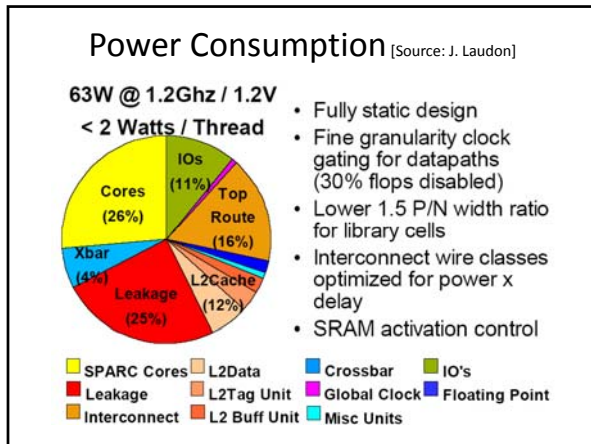 Power Consumption [Source: J. Laudon]
63W @ 1.2Ghz / 1.2V
< 2 Watts / Thread
IOs
(11%)
Top
Route
(16%)
L2Cache
(12%)
Leakage
(25%)
Xbar
(4%)
Cores
(26%)
• Fully static design
• Fine granularity clock
gating for datapaths
(30% flops disabled)
• Lower 1.5 P/N width ratio
for library cells
• Interconnect wire classes
optimized for power x
delay
• SRAM activation control
SPARC Cores
L2Data
Crossbar
IO's
Leakage
L2Tag Unit
Global Clock
Floating Point
Interconnect
L2 Buff Unit
Misc Units